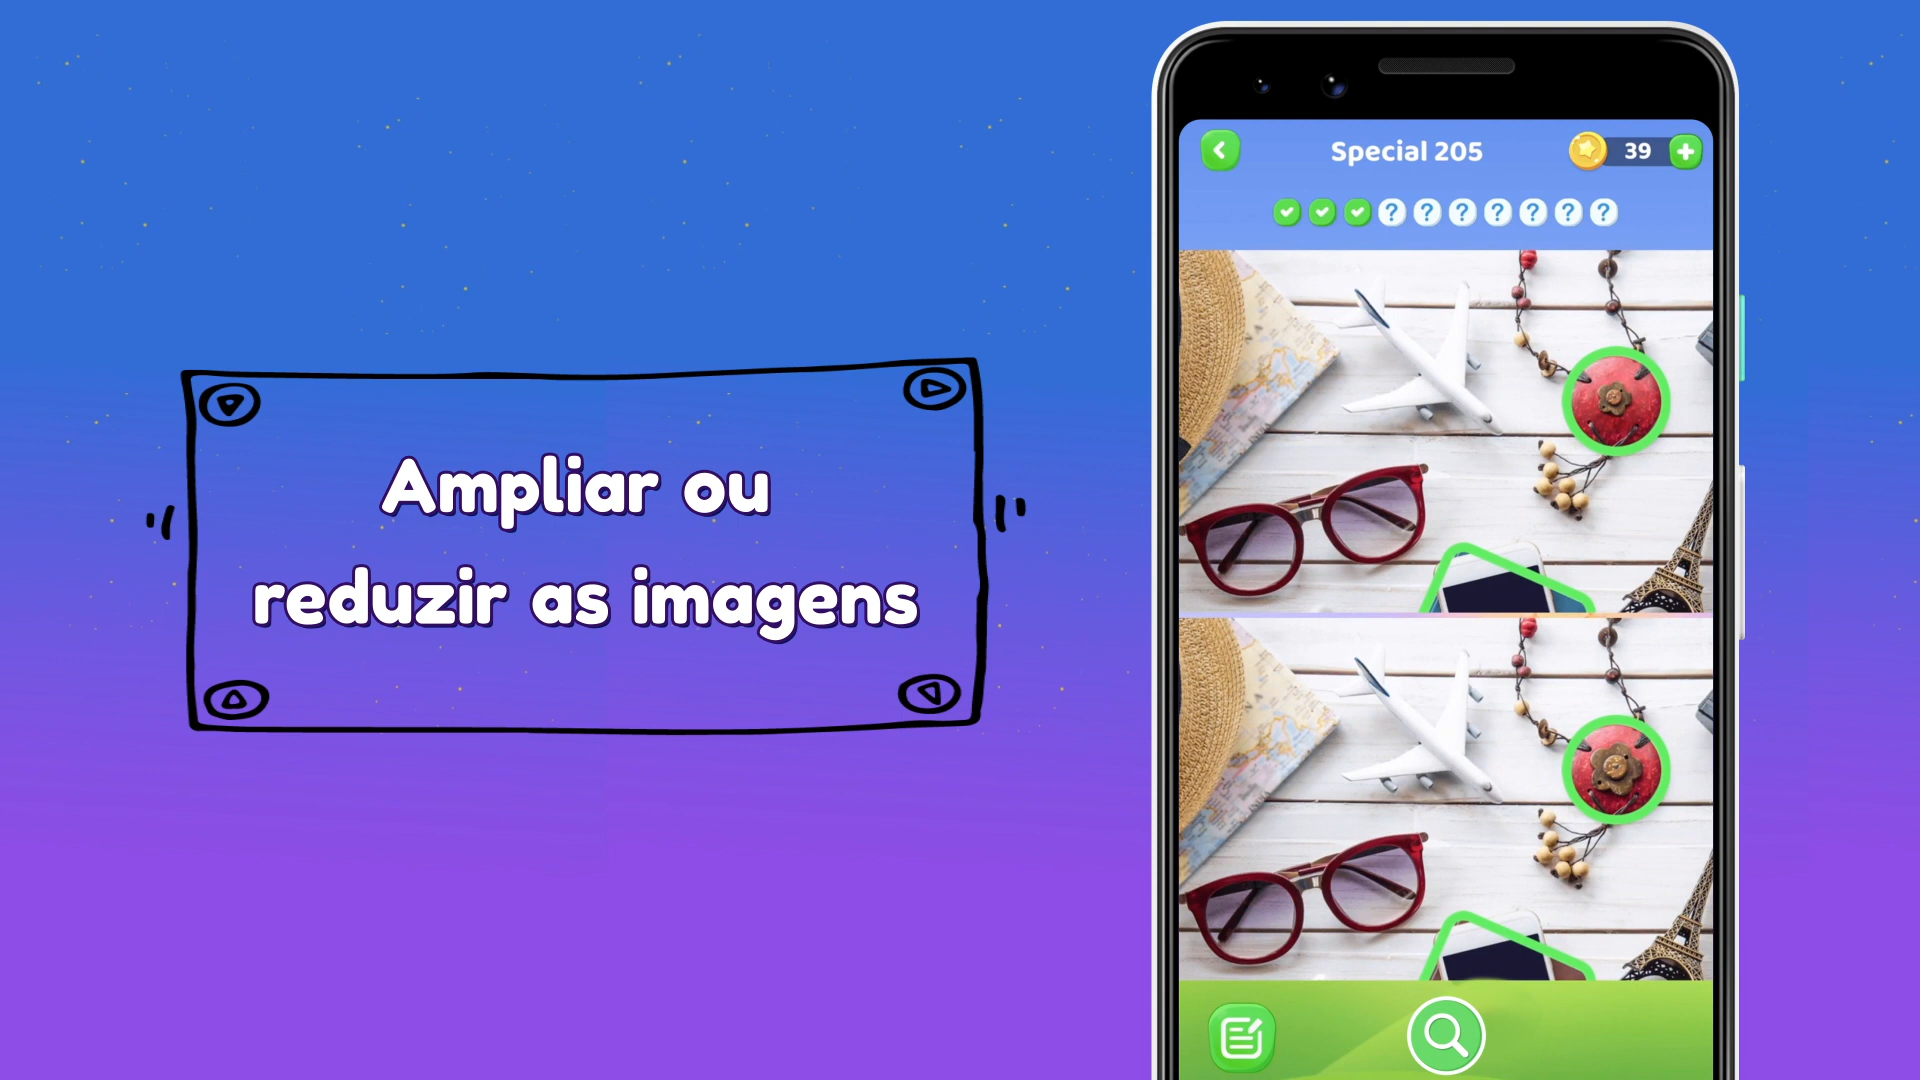 Ampliar ou
reduzir as imagens
Special 205
39
? ? ? ? ? ? ?